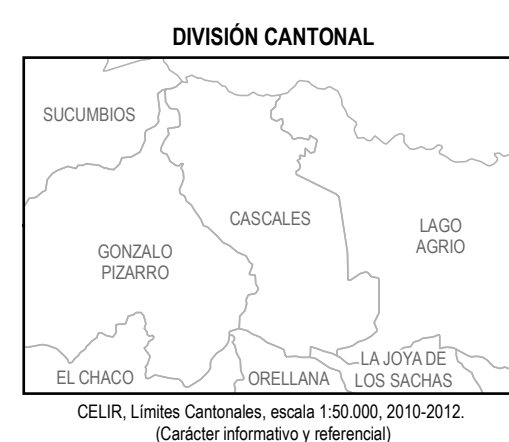 DIVISIÓN CANTONAL
SUCUMBIOS
CASCALES
LAGO
AGRIO
GONZALO
PIZARRO
LA JOYA DE
LOS SACHAS
EL CHACO
ORELLANA
CELIR, Límites Cantonales, escala 1:50.000, 2010-2012.
(Carácter informativo y referencial)